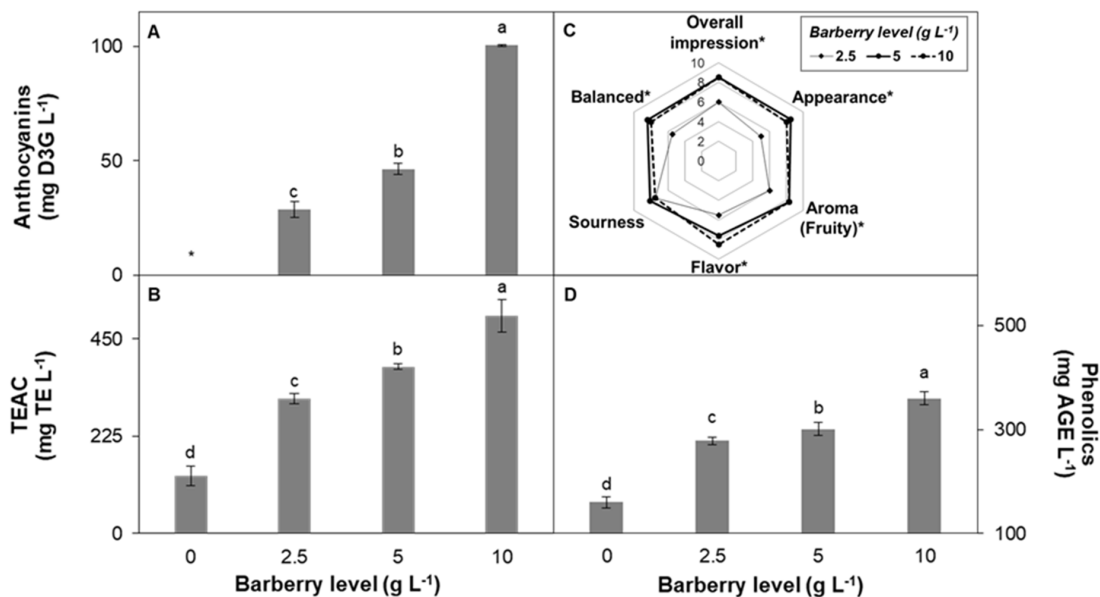 A
a
100
Anthocyanins
(mg D3G L-1)
b
50
c
*
0
C
Overall
impression*
Barberry level (g L-1)
2.5 5 10
10
8
6
4
2
0
Balanced*
Appearance*
Sourness
Aroma
(Fruity)*
Flavor*
B
a
450
TEAC
(mg TE L-1)
b
c
225
d
0
0 2.5 5 10
Barberry level (g L-1)
D
500
Phenolics
(mg AGE L-1)
a
b
c
300
d
100
0 2.5 5 10
Barberry level (g L-1)